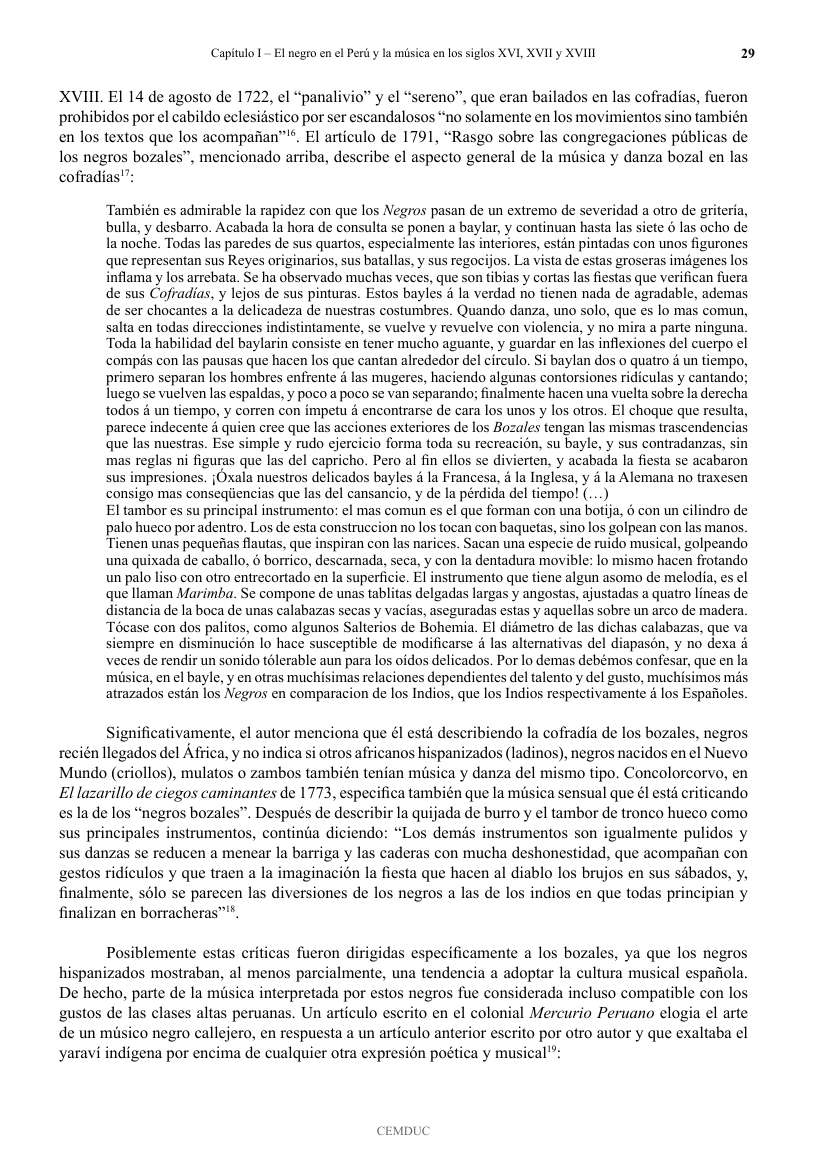 Capítulo I – El negro en el Perú y la música en los siglos XVI, XVII y XVIII
29
XVIII. El 14 de agosto de 1722, el “panalivio” y el “sereno”, que eran bailados en las cofradías, fueron
prohibidos por el cabildo eclesiástico por ser escandalosos “no solamente en los movimientos sino también
en los textos que los acompañan”16. El artículo de 1791, “Rasgo sobre las congregaciones públicas de
los negros bozales”, mencionado arriba, describe el aspecto general de la música y danza bozal en las
cofradías17:
También es admirable la rapidez con que los Negros pasan de un extremo de severidad a otro de gritería,
bulla, y desbarro. Acabada la hora de consulta se ponen a baylar, y continuan hasta las siete ó las ocho de
la noche. Todas las paredes de sus quartos, especialmente las interiores, están pintadas con unos figurones
que representan sus Reyes originarios, sus batallas, y sus regocijos. La vista de estas groseras imágenes los
inflama y los arrebata. Se ha observado muchas veces, que son tibias y cortas las fiestas que verifican fuera
de sus Cofradías, y lejos de sus pinturas. Estos bayles á la verdad no tienen nada de agradable, ademas
de ser chocantes a la delicadeza de nuestras costumbres. Quando danza, uno solo, que es lo mas comun,
salta en todas direcciones indistintamente, se vuelve y revuelve con violencia, y no mira a parte ninguna.
Toda la habilidad del baylarin consiste en tener mucho aguante, y guardar en las inflexiones del cuerpo el
compás con las pausas que hacen los que cantan alrededor del círculo. Si baylan dos o quatro á un tiempo,
primero separan los hombres enfrente á las mugeres, haciendo algunas contorsiones ridículas y cantando;
luego se vuelven las espaldas, y poco a poco se van separando; finalmente hacen una vuelta sobre la derecha
todos á un tiempo, y corren con ímpetu á encontrarse de cara los unos y los otros. El choque que resulta,
parece indecente á quien cree que las acciones exteriores de los Bozales tengan las mismas trascendencias
que las nuestras. Ese simple y rudo ejercicio forma toda su recreación, su bayle, y sus contradanzas, sin
mas reglas ni figuras que las del capricho. Pero al fin ellos se divierten, y acabada la fiesta se acabaron
sus impresiones. ¡Óxala nuestros delicados bayles á la Francesa, á la Inglesa, y á la Alemana no traxesen
consigo mas conseqüencias que las del cansancio, y de la pérdida del tiempo! (…)
El tambor es su principal instrumento: el mas comun es el que forman con una botija, ó con un cilindro de
palo hueco por adentro. Los de esta construccion no los tocan con baquetas, sino los golpean con las manos.
Tienen unas pequeñas flautas, que inspiran con las narices. Sacan una especie de ruido musical, golpeando
una quixada de caballo, ó borrico, descarnada, seca, y con la dentadura movible: lo mismo hacen frotando
un palo liso con otro entrecortado en la superficie. El instrumento que tiene algun asomo de melodía, es el
que llaman Marimba. Se compone de unas tablitas delgadas largas y angostas, ajustadas a quatro líneas de
distancia de la boca de unas calabazas secas y vacías, aseguradas estas y aquellas sobre un arco de madera.
Tócase con dos palitos, como algunos Salterios de Bohemia. El diámetro de las dichas calabazas, que va
siempre en disminución lo hace susceptible de modificarse á las alternativas del diapasón, y no dexa á
veces de rendir un sonido tólerable aun para los oídos delicados. Por lo demas debémos confesar, que en la
música, en el bayle, y en otras muchísimas relaciones dependientes del talento y del gusto, muchísimos más
atrazados están los Negros en comparacion de los Indios, que los Indios respectivamente á los Españoles.
Significativamente, el autor menciona que él está describiendo la cofradía de los bozales, negros
recién llegados del África, y no indica si otros africanos hispanizados (ladinos), negros nacidos en el Nuevo
Mundo (criollos), mulatos o zambos también tenían música y danza del mismo tipo. Concolorcorvo, en
El lazarillo de ciegos caminantes de 1773, especifica también que la música sensual que él está criticando
es la de los “negros bozales”. Después de describir la quijada de burro y el tambor de tronco hueco como
sus principales instrumentos, continúa diciendo: “Los demás instrumentos son igualmente pulidos y
sus danzas se reducen a menear la barriga y las caderas con mucha deshonestidad, que acompañan con
gestos ridículos y que traen a la imaginación la fiesta que hacen al diablo los brujos en sus sábados, y,
finalmente, sólo se parecen las diversiones de los negros a las de los indios en que todas principian y
finalizan en borracheras”18.
Posiblemente estas críticas fueron dirigidas específicamente a los bozales, ya que los negros
hispanizados mostraban, al menos parcialmente, una tendencia a adoptar la cultura musical española.
De hecho, parte de la música interpretada por estos negros fue considerada incluso compatible con los
gustos de las clases altas peruanas. Un artículo escrito en el colonial Mercurio Peruano elogia el arte
de un músico negro callejero, en respuesta a un artículo anterior escrito por otro autor y que exaltaba el
yaraví indígena por encima de cualquier otra expresión poética y musical19:
CEMDUC